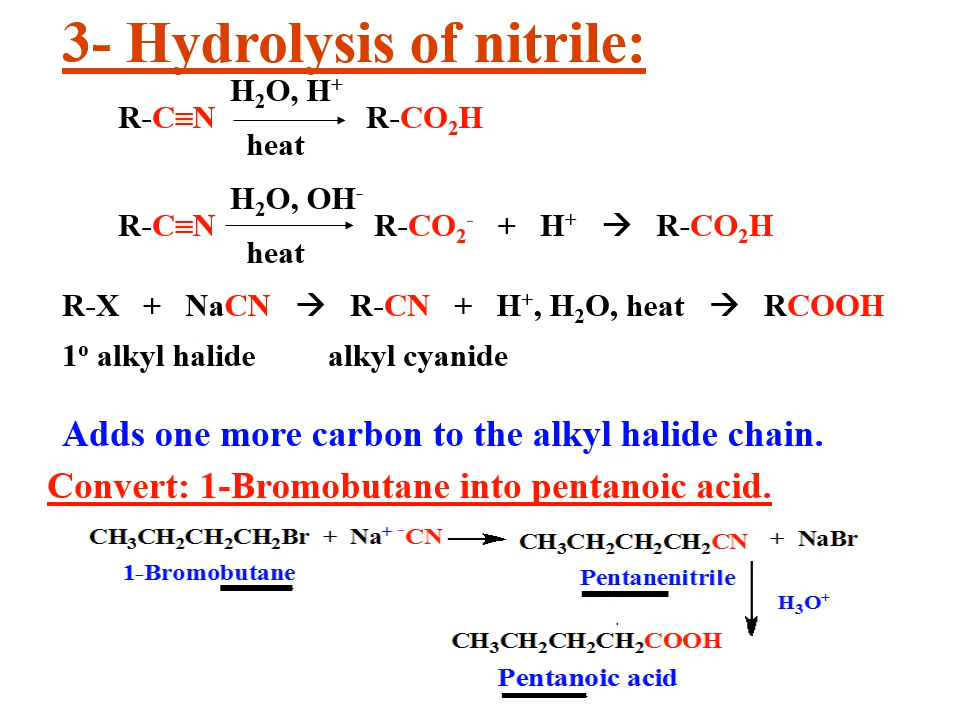 3- Hydrolysis of nitrile:
H₂O, H⁺
R-C≡N → R-CO₂H
heat
H₂O, OH⁻
R-C≡N → R-CO₂⁻ + H⁺ → R-CO₂H
heat
R-X + NaCN → R-CN + H⁺, H₂O, heat → RCOOH
1º alkyl halide alkyl cyanide
Adds one more carbon to the alkyl halide chain.
Convert: 1-Bromobutane into pentanoic acid.
CH₃CH₂CH₂CH₂Br + Na⁺ ⁻CN → CH₃CH₂CH₂CH₂CN + NaBr
1-Bromobutane Pentanenitrile
H₃O⁺
CH₃CH₂CH₂CH₂COOH
Pentanoic acid